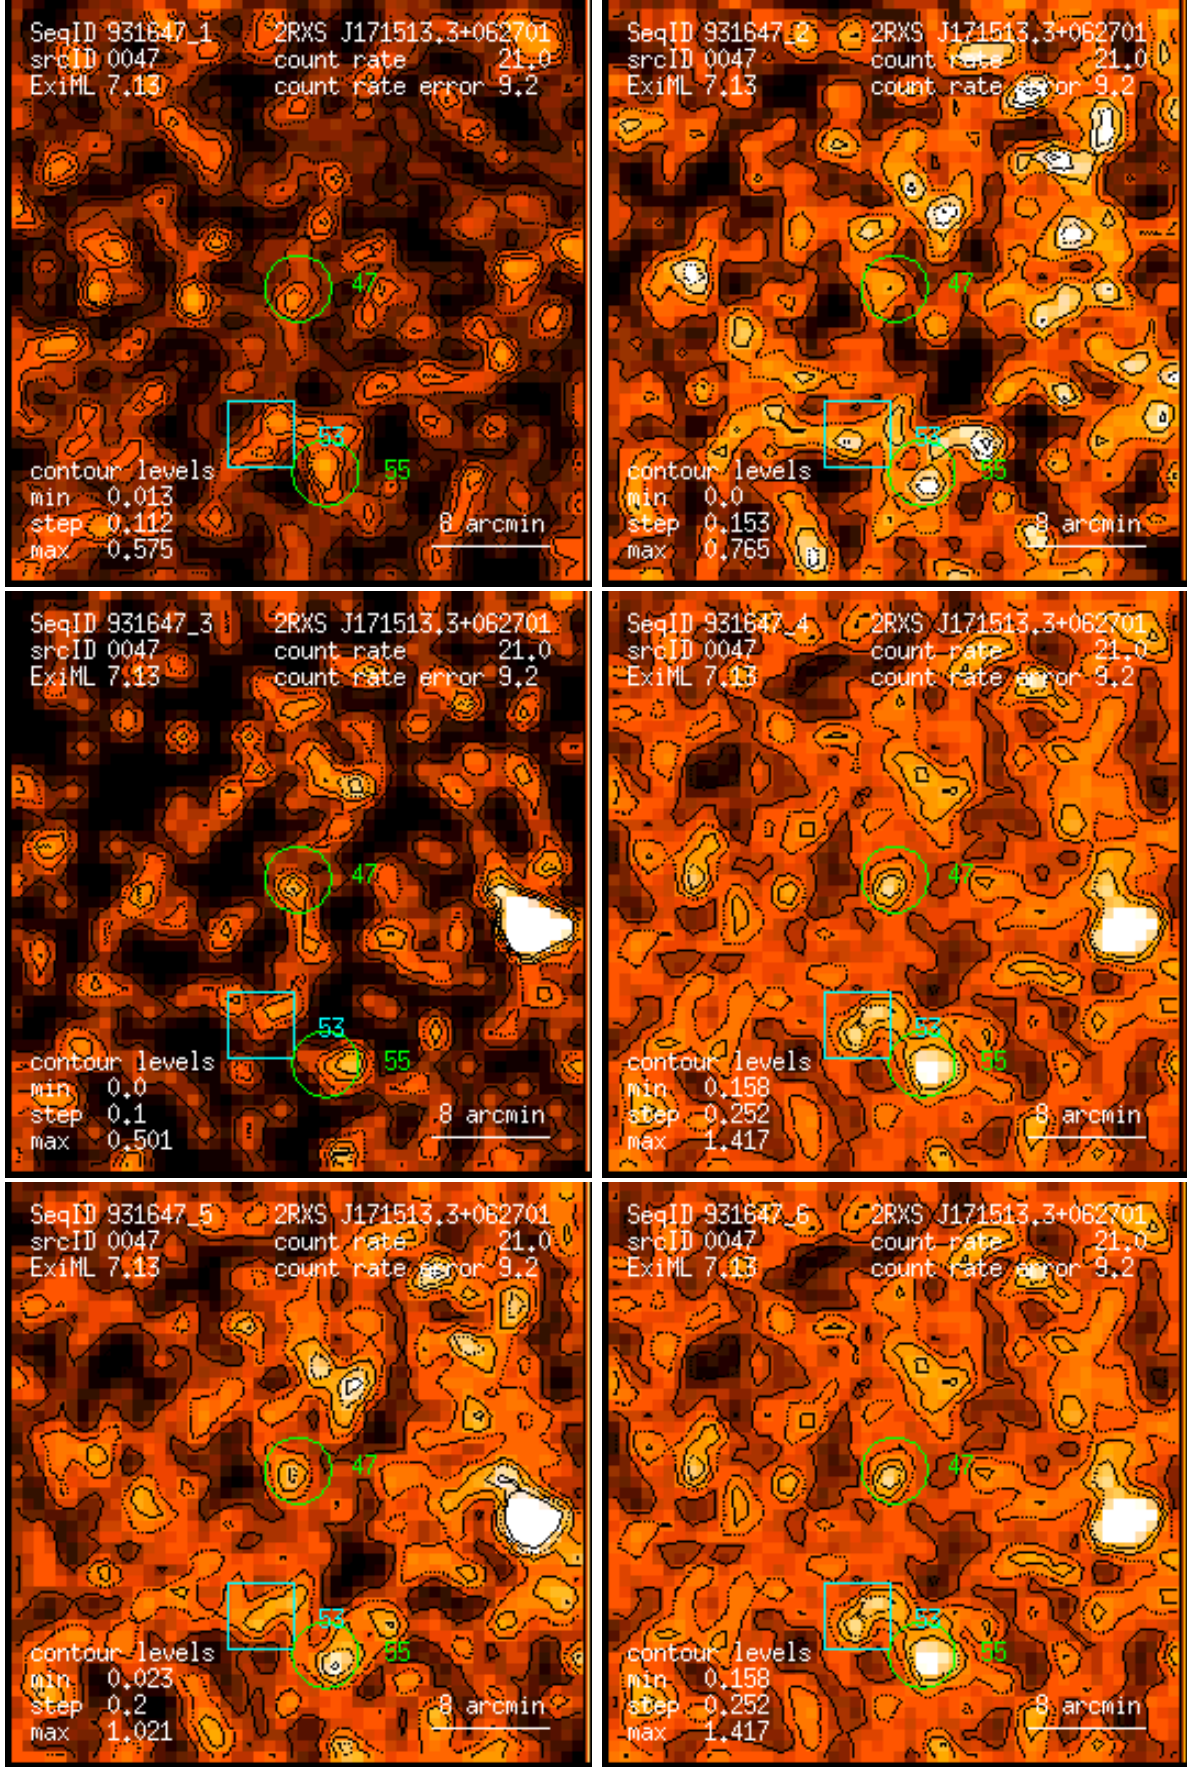 SeqID 931647_1 2RXS J171513.3+062701
srcID 0047 count rate 21.0
ExiML 7.13 count rate error 9.2
47
53
55
contour levels
min 0.013
step 0.112 8 arcmin
max 0.575
SeqID 931647_2 2RXS J171513.3+062701
srcID 0047 count rate 21.0
ExiML 7.13 count rate error 9.2
47
53
55
contour levels
min 0.0
step 0.153 8 arcmin
max 0.765
SeqID 931647_3 2RXS J171513.3+062701
srcID 0047 count rate 21.0
ExiML 7.13 count rate error 9.2
47
53
contour levels 55
min 0.0
step 0.1 8 arcmin
max 0.501
SeqID 931647_4 2RXS J171513.3+062701
srcID 0047 count rate 21.0
ExiML 7.13 count rate error 9.2
47
53
contour levels 55
min 0.158
step 0.252 8 arcmin
max 1.417
SeqID 931647_5 2RXS J171513.3+062701
srcID 0047 count rate 21.0
ExiML 7.13 count rate error 9.2
47
53
contour levels 55
min 0.023
step 0.2 8 arcmin
max 1.021
SeqID 931647_6 2RXS J171513.3+062701
srcID 0047 count rate 21.0
ExiML 7.13 count rate error 9.2
47
53
contour levels 55
min 0.158
step 0.252 8 arcmin
max 1.417